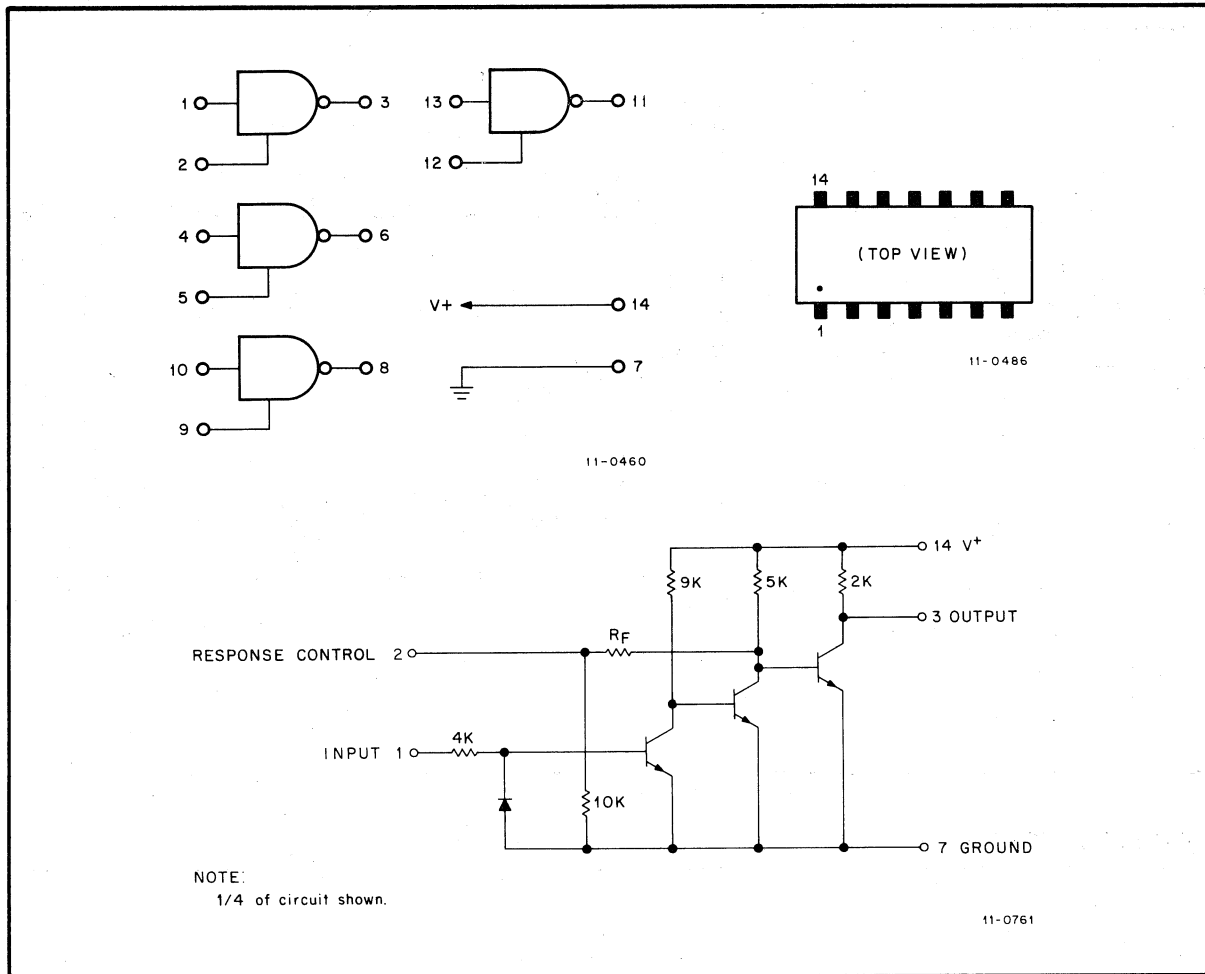 1
3
13
11
2
12
14
4
6
(TOP VIEW)
5
V+
14
1
10
8
7
11-0486
9
11-0460
14 V+
9K
5K
2K
3 OUTPUT
RF
RESPONSE CONTROL 2
4K
INPUT 1
10K
7 GROUND
NOTE:
1/4 of circuit shown.
11-0761